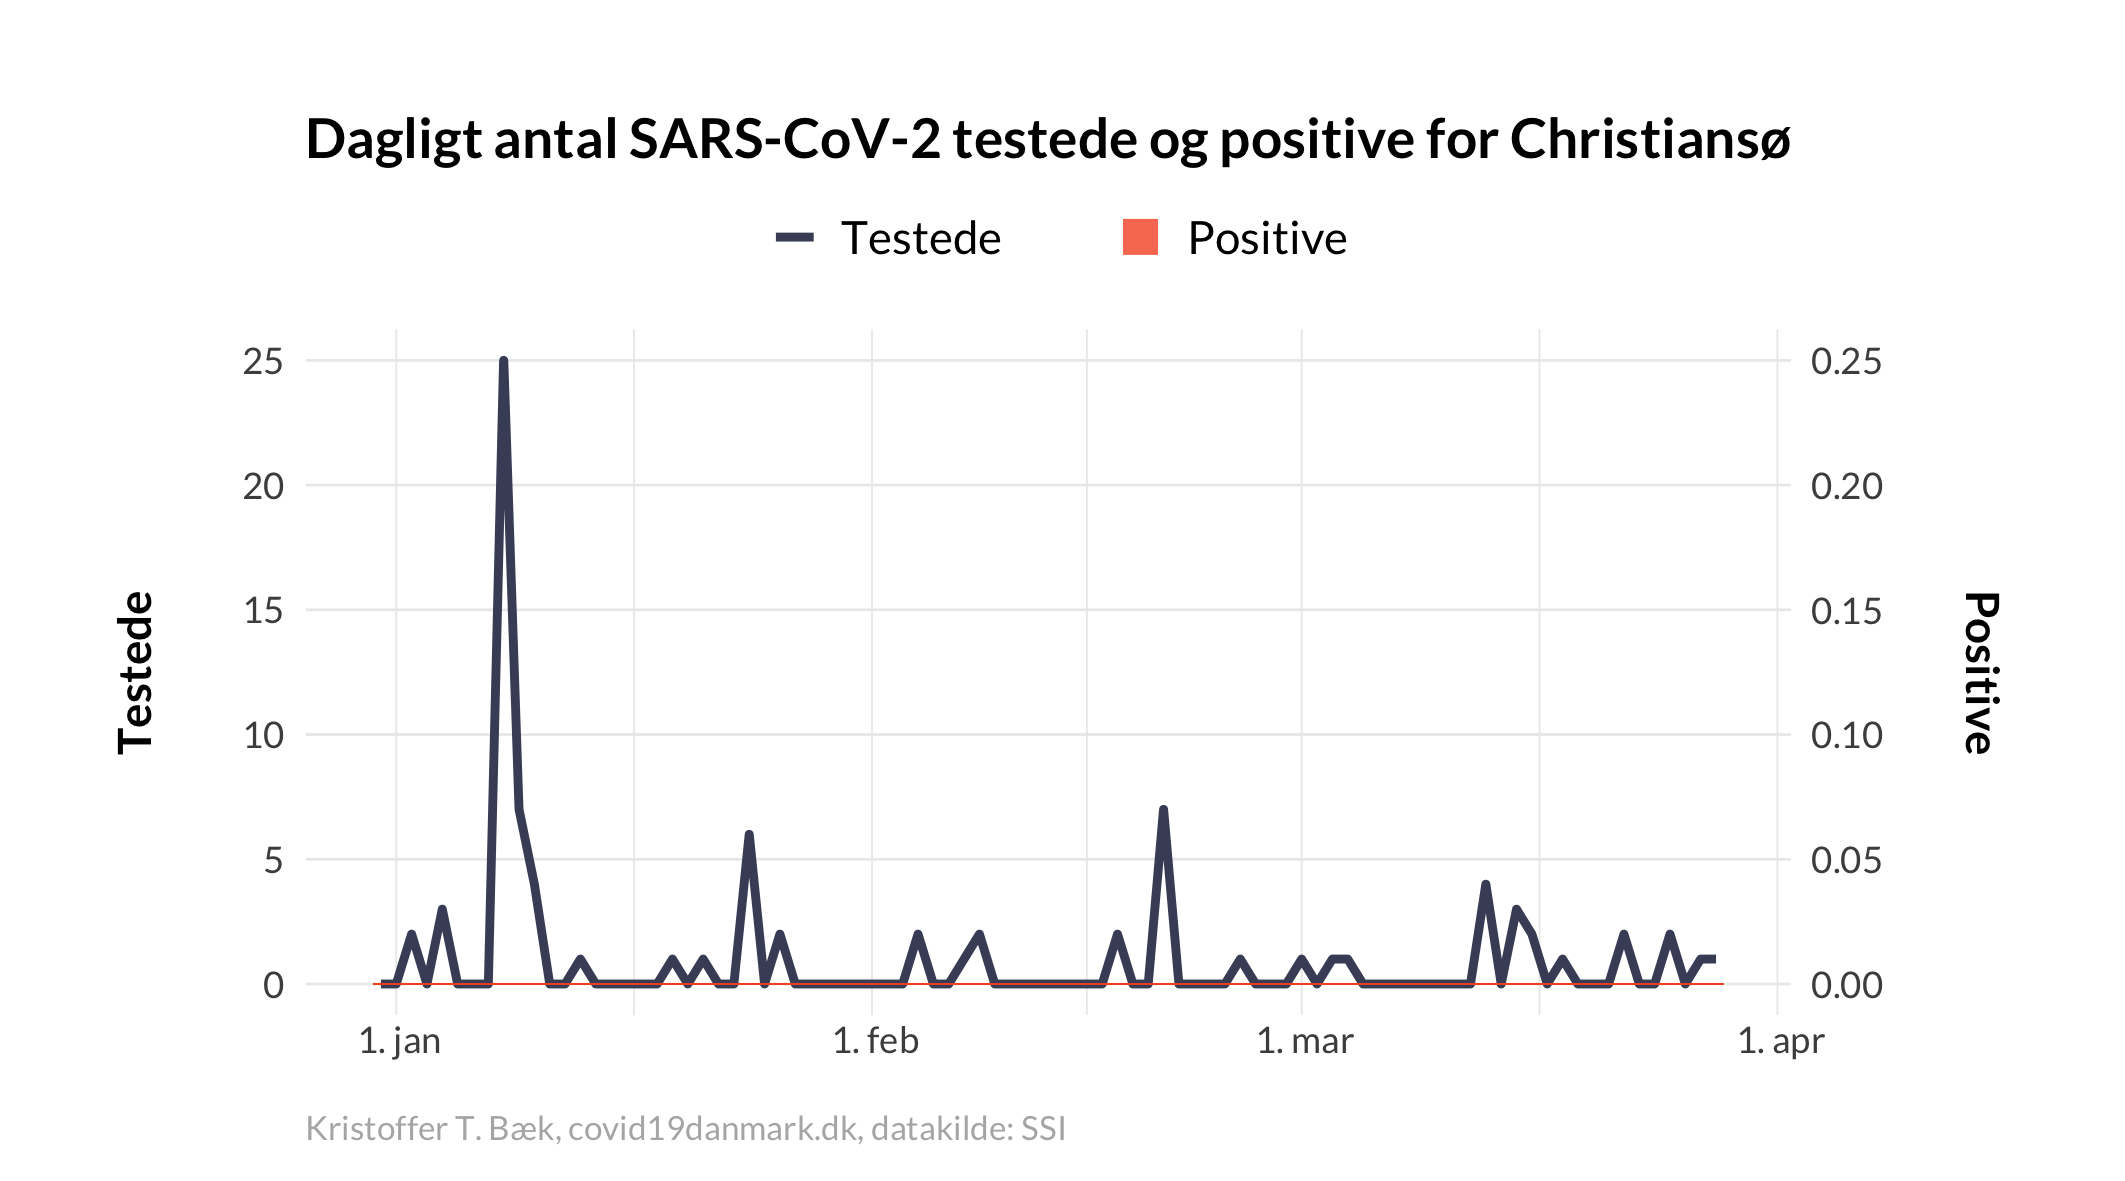 Dagligt antal SARS-CoV-2 testede og positive for Christiansø
Testede Positive
25 0.25
20 0.20
15 0.15
10 0.10
5 0.05
0 0.00
Testede
Positive
1. jan 1. feb 1. mar 1. apr
Kristoffer T. Bæk, covid19danmark.dk, datakilde: SSI